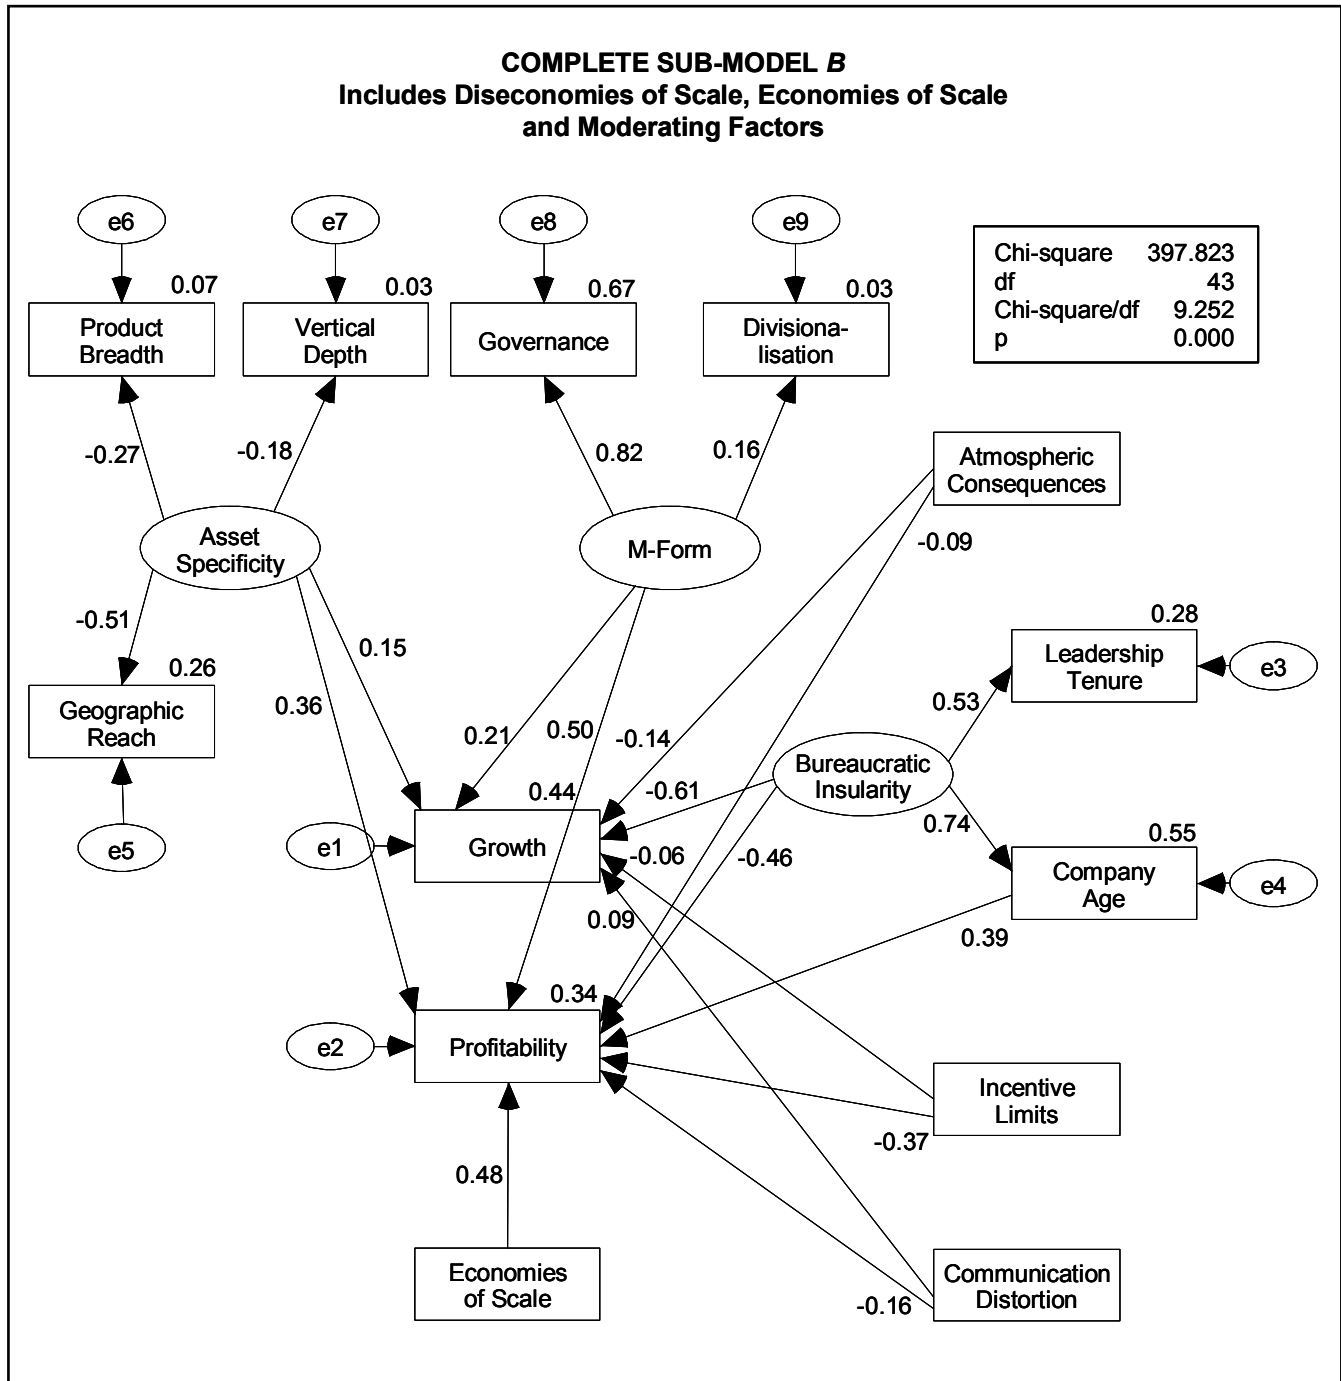 COMPLETE SUB-MODEL B
Includes Diseconomies of Scale, Economies of Scale
and Moderating Factors
e6
e7
e8
e9
Chi-square 397.823
df 43
Chi-square/df 9.252
p 0.000
0.07
0.03
0.67
0.03
Product
Breadth
Vertical
Depth
Governance
Divisiona-
lisation
-0.27
-0.18
0.82
0.16
Atmospheric
Consequences
-0.09
Asset
Specificity
M-Form
-0.51
0.26
Geographic
Reach
e5
0.15
0.36
0.21
0.50
-0.14
0.28
Leadership
Tenure
e3
0.53
Bureaucratic
Insularity
0.74
0.44
-0.61
e1
Growth
-0.06
-0.46
0.09
0.55
Company
Age
e4
0.39
0.34
e2
Profitability
Incentive
Limits
-0.37
0.48
Economies
of Scale
Communication
Distortion
-0.16